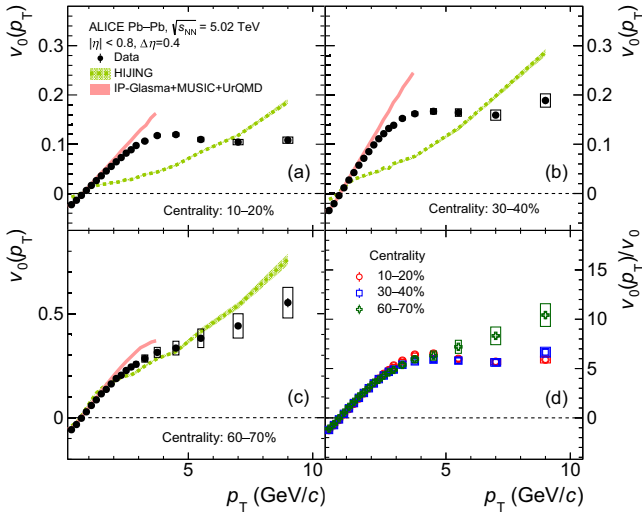 ALICE Pb–Pb, √sNN = 5.02 TeV
|η| < 0.8, Δη=0.4
Data
HIJING
IP-Glasma+MUSIC+UrQMD
v0(pT)
0.3
0.2
0.1
0
(a)
Centrality: 10–20%
v0(pT)
0.3
0.2
0.1
0
(b)
Centrality: 30–40%
v0(pT)
0.5
0
(c)
Centrality: 60–70%
0 5 10
pT (GeV/c)
v0(pT)/v0
15
10
5
0
Centrality
10–20%
30–40%
60–70%
(d)
0 5 10
pT (GeV/c)